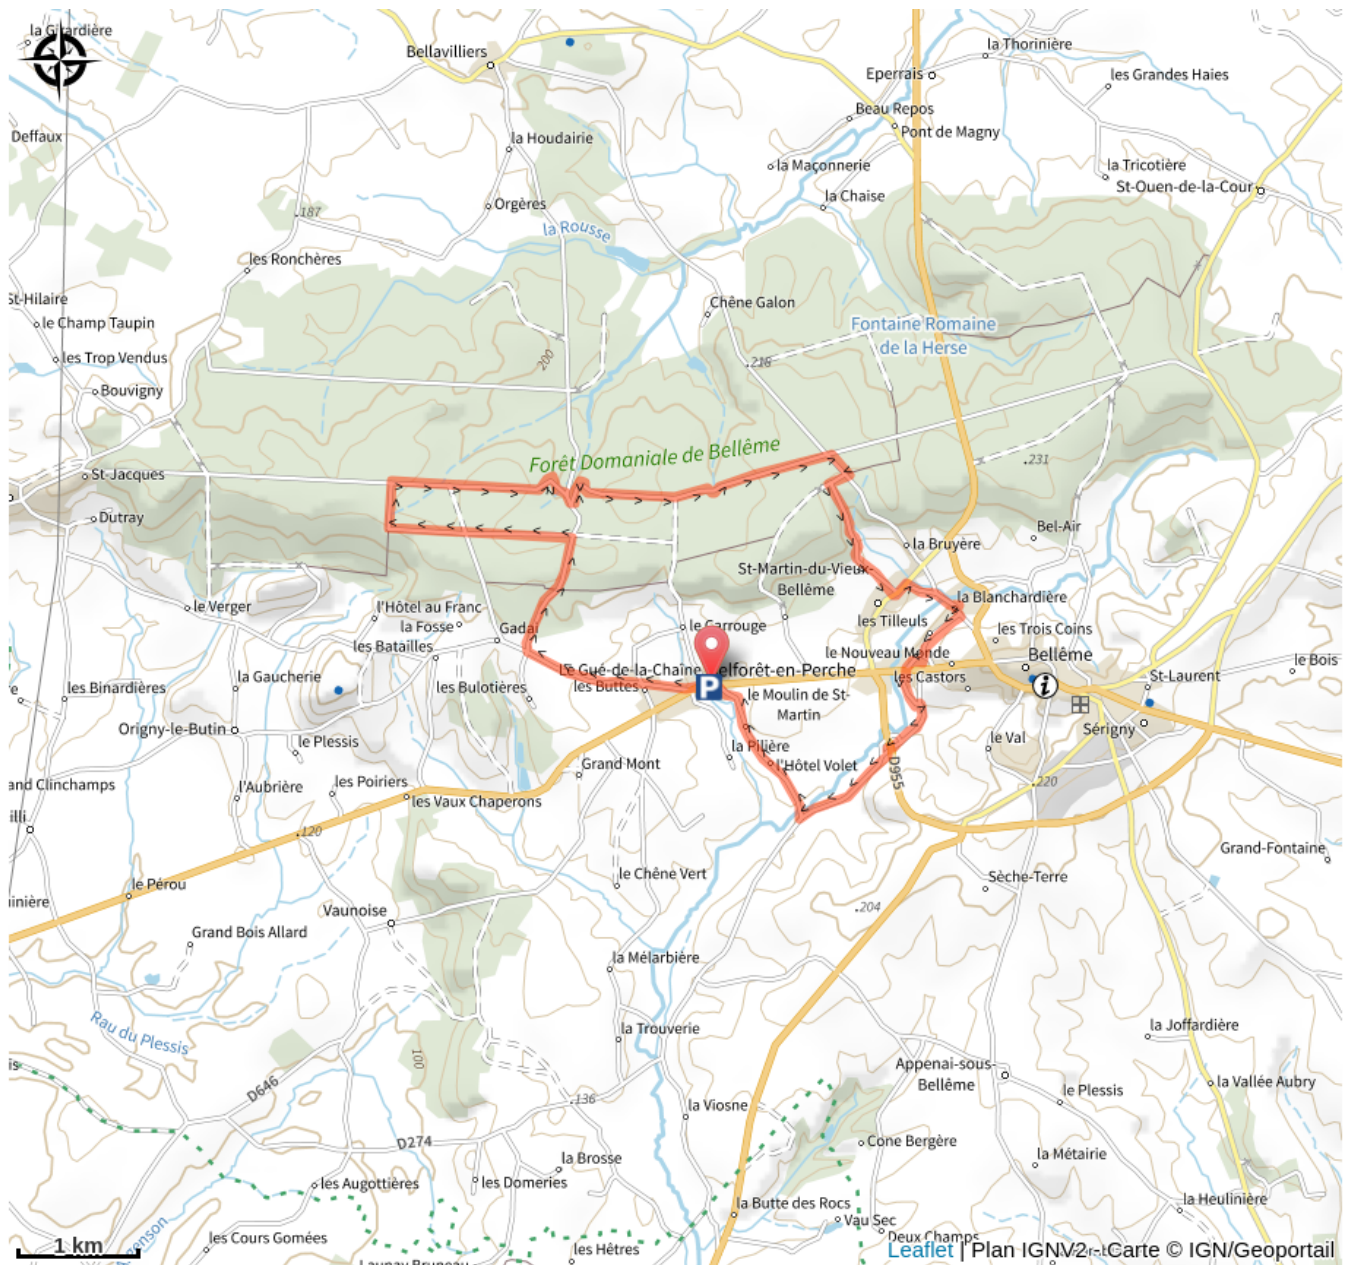 la Girardière
Bellavilliers
la Thorinière
Eperrais
les Grandes Haies
Beau Repos
Pont de Magny
Deffaux
la Houdairie
la Maçonnerie
la Tricotière
St-Ouen-de-la-Cour
la Chaise
Orgères
187
la Rousse
les Ronchères
St-Hilaire
Chêne Galon
le Champ Taupin
Fontaine Romaine
de la Herse
les Trop Vendus
200
218
Bouvigny
Forêt Domaniale de Bellême
231
St-Jacques
Dutray
Bel-Air
la Bruyère
St-Martin-du-Vieux-
Bellême
la Blanchardière
le Verger
l'Hôtel au Franc
la Fosse
Gadai
le Carrouge
les Tilleuls
les Trois Coins
les Batailles
le Nouveau Monde
Bellême
le Bois
Le Gué-de-la-Chaîne
elforêt-en-Perche
la Gaucherie
les Castors
St-Laurent
les Binardières
les Bulotières
les Buttes
P
i
le Moulin de St-
Martin
Sérigny
Origny-le-Butin
le Plessis
la Pilière
le Val
l'Hôtel Volet
Grand Mont
D955
and Clinchamps
l'Aubrière
les Poiriers
les Vaux Chaperons
220
illi
120
Grand-Fontaine
le Pérou
le Chêne Vert
Sèche-Terre
inière
Vaunoise
204
Grand Bois Allard
la Mélarbière
Rau du Plessis
la Trouverie
la Joffardière
is
100
Appenai-sous-
Bellême
le Plessis
la Vallée Aubry
D646
136
la Viosne
D274
Cone Bergère
la Brosse
la Métairie
les Augottières
les Domeries
la Butte des Rocs
la Heulinière
Vau Sec
les Cours Gomées
Deux Champs
les Hêtres
1 km
Launay Bruneau
Leaflet | Plan IGNV2 - Carte © IGN/Geoportail